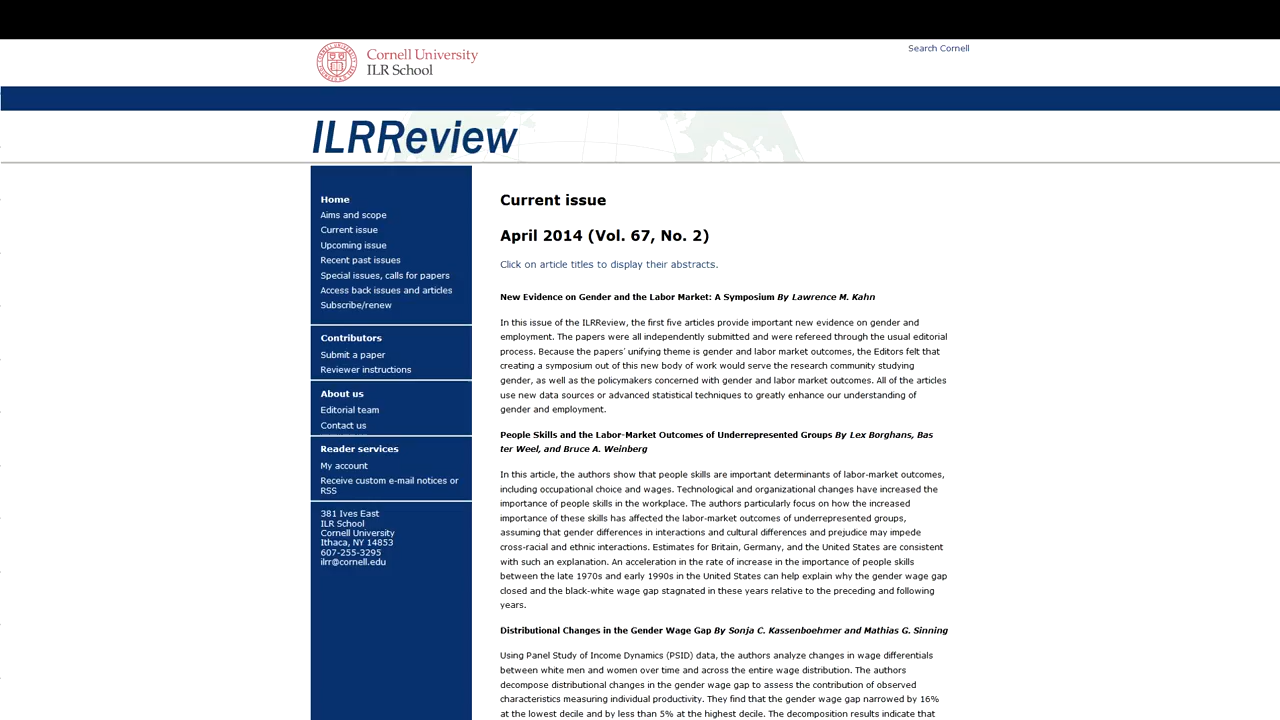 Cornell University
ILR School
Search Cornell
ILRReview
Home
Aims and scope
Current issue
Upcoming issue
Recent past issues
Special issues, calls for papers
Access back issues and articles
Subscribe/renew
Contributors
Submit a paper
Reviewer instructions
About us
Editorial team
Contact us
Reader services
My account
Receive custom e-mail notices or
RSS
381 Ives East
ILR School
Cornell University
Ithaca, NY 14853
607-255-3295
ilrr@cornell.edu
Current issue
April 2014 (Vol. 67, No. 2)
Click on article titles to display their abstracts.
New Evidence on Gender and the Labor Market: A Symposium By Lawrence M. Kahn
In this issue of the ILRReview, the first five articles provide important new evidence on gender and
employment. The papers were all independently submitted and were refereed through the usual editorial
process. Because the papers' unifying theme is gender and labor market outcomes, the Editors felt that
creating a symposium out of this new body of work would serve the research community studying
gender, as well as the policymakers concerned with gender and labor market outcomes. All of the articles
use new data sources or advanced statistical techniques to greatly enhance our understanding of
gender and employment.
People Skills and the Labor-Market Outcomes of Underrepresented Groups By Lex Borghans, Bas
ter Weel, and Bruce A. Weinberg
In this article, the authors show that people skills are important determinants of labor-market outcomes,
including occupational choice and wages. Technological and organizational changes have increased the
importance of people skills in the workplace. The authors particularly focus on how the increased
importance of these skills has affected the labor-market outcomes of underrepresented groups,
assuming that gender differences in interactions and cultural differences and prejudice may impede
cross-racial and ethnic interactions. Estimates for Britain, Germany, and the United States are consistent
with such an explanation. An acceleration in the rate of increase in the importance of people skills
between the late 1970s and early 1990s in the United States can help explain why the gender wage gap
closed and the black-white wage gap stagnated in these years relative to the preceding and following
years.
Distributional Changes in the Gender Wage Gap By Sonja C. Kassenboehmer and Mathias G. Sinning
Using Panel Study of Income Dynamics (PSID) data, the authors analyze changes in wage differentials
between white men and women over time and across the entire wage distribution. The authors
decompose distributional changes in the gender wage gap to assess the contribution of observed
characteristics measuring individual productivity. They find that the gender wage gap narrowed by 16%
at the lowest decile and by less than 5% at the highest decile. The decomposition results indicate that